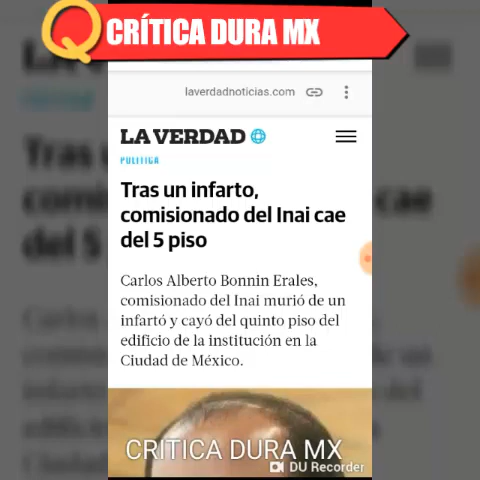 CRÍTICA DURA MX
laverdadnoticias.com
LA VERDAD
POLÍTICA
Tras un infarto,
comisionado del Inai cae
del 5 piso
Carlos Alberto Bonnin Erales,
comisionado del Inai murió de un
infartó y cayó del quinto piso del
edificio de la institución en la
Ciudad de México.
CRITICA DURA MX
DU Recorder